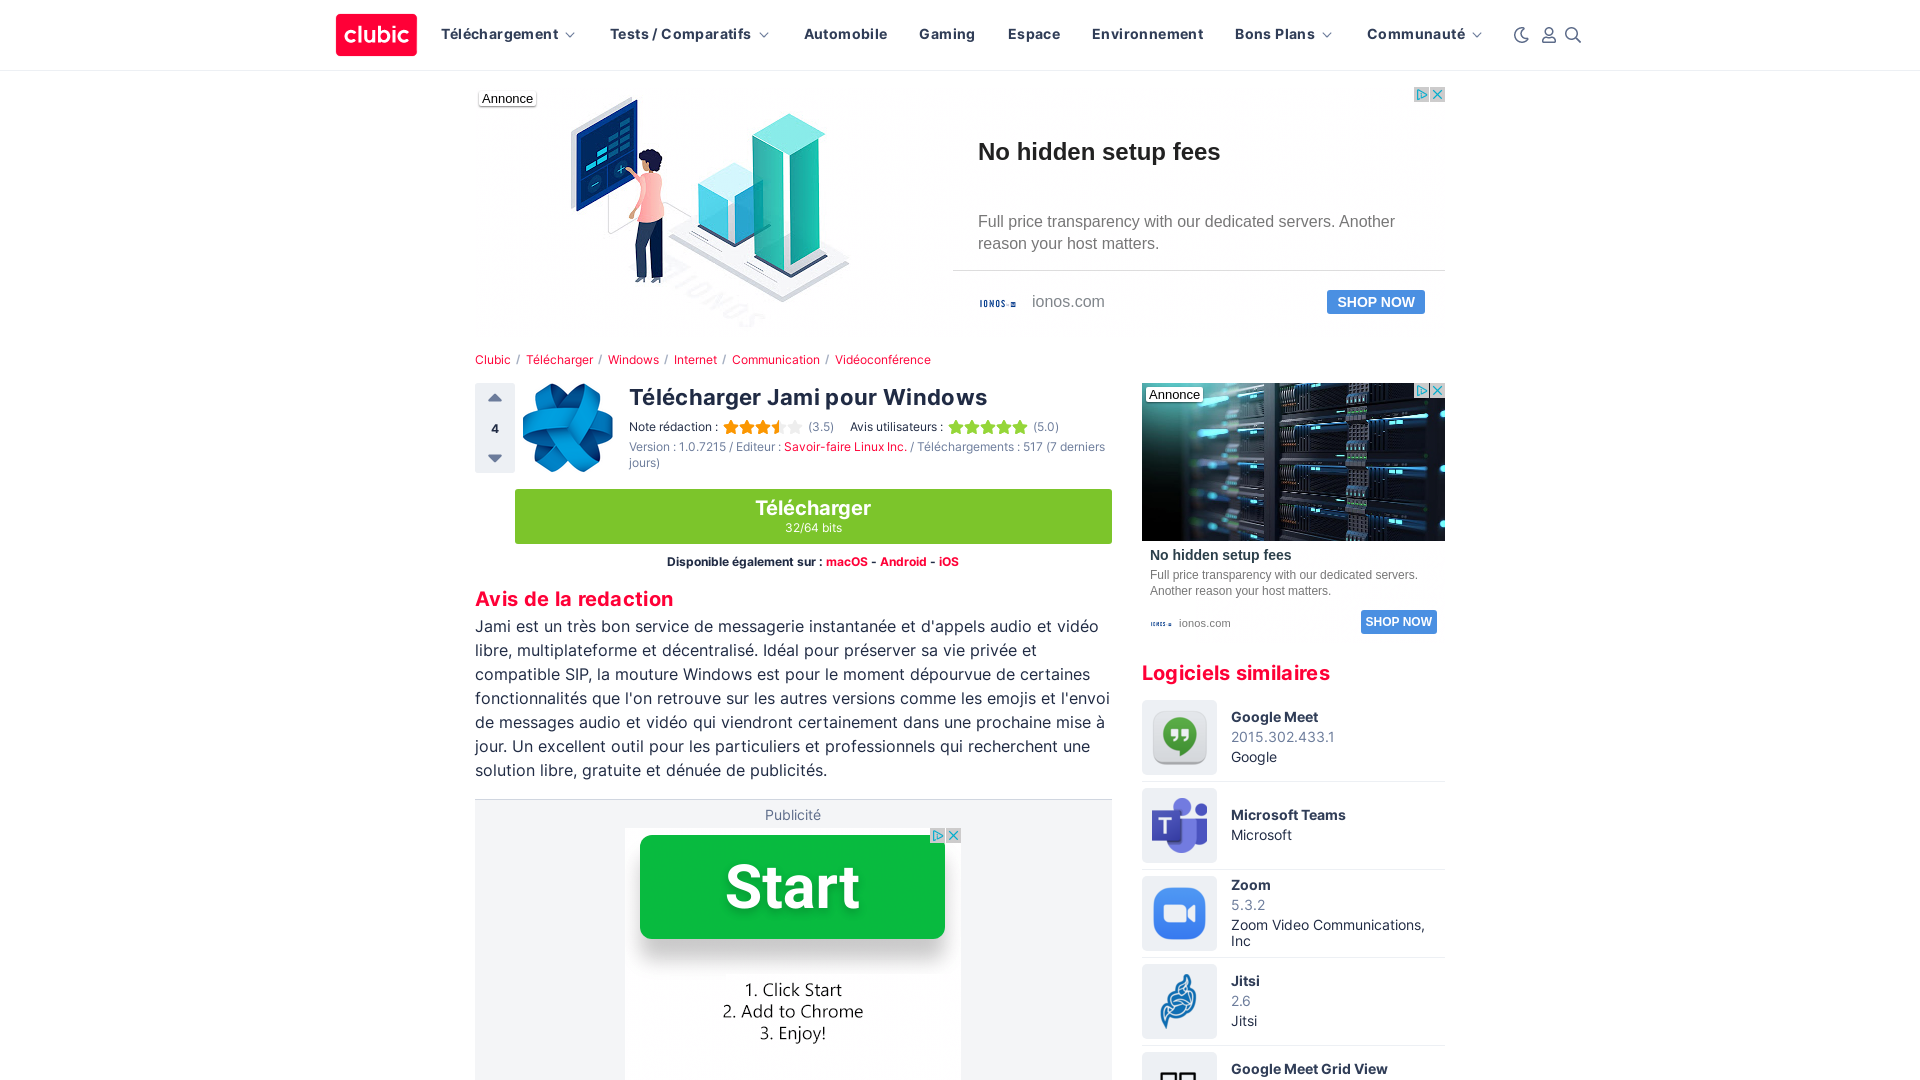 clubic
Téléchargement
Tests / Comparatifs
Automobile
Gaming
Espace
Environnement
Bons Plans
Communauté
Annonce
No hidden setup fees
Full price transparency with our dedicated servers. Another
reason your host matters.
IONOS
IONOS
ionos.com
SHOP NOW
Clubic / Télécharger / Windows / Internet / Communication / Vidéoconférence
4
Télécharger Jami pour Windows
Note rédaction : (3.5) Avis utilisateurs : (5.0)
Version : 1.0.7215 / Editeur : Savoir-faire Linux Inc. / Téléchargements : 517 (7 derniers
jours)
Télécharger
32/64 bits
Disponible également sur : macOS - Android - iOS
Avis de la redaction
Jami est un très bon service de messagerie instantanée et d'appels audio et vidéo
libre, multiplateforme et décentralisé. Idéal pour préserver sa vie privée et
compatible SIP, la mouture Windows est pour le moment dépourvue de certaines
fonctionnalités que l'on retrouve sur les autres versions comme les emojis et l'envoi
de messages audio et vidéo qui viendront certainement dans une prochaine mise à
jour. Un excellent outil pour les particuliers et professionnels qui recherchent une
solution libre, gratuite et dénuée de publicités.
Publicité
Start
1. Click Start
2. Add to Chrome
3. Enjoy!
Annonce
No hidden setup fees
Full price transparency with our dedicated servers.
Another reason your host matters.
IONOS
ionos.com
SHOP NOW
Logiciels similaires
Google Meet
2015.302.433.1
Google
T
Microsoft Teams
Microsoft
Zoom
5.3.2
Zoom Video Communications,
Inc
Jitsi
2.6
Jitsi
Google Meet Grid View